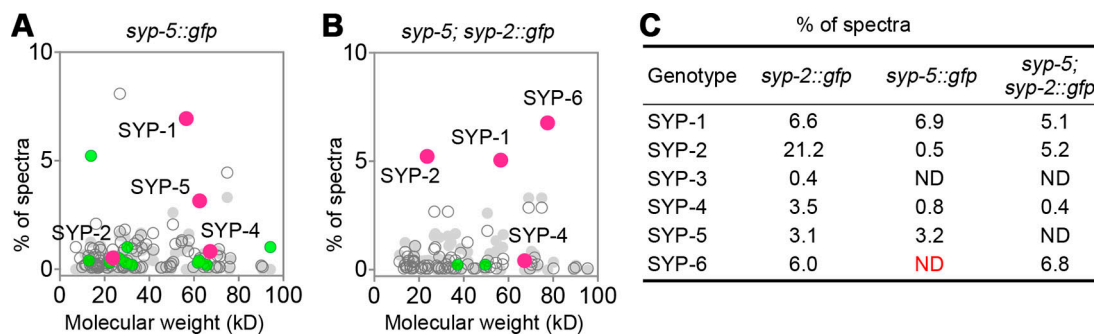 A
syp-5::gfp
% of spectra
10
5
0
SYP-1
SYP-5
SYP-2
SYP-4
0 20 40 60 80 100
Molecular weight (kD)
B
syp-5; syp-2::gfp
% of spectra
10
5
0
SYP-6
SYP-1
SYP-2
SYP-4
0 20 40 60 80 100
Molecular weight (kD)
C
% of spectra
Genotype syp-2::gfp syp-5::gfp syp-5; syp-2::gfp
SYP-1 6.6 6.9 5.1
SYP-2 21.2 0.5 5.2
SYP-3 0.4 ND ND
SYP-4 3.5 0.8 0.4
SYP-5 3.1 3.2 ND
SYP-6 6.0 ND 6.8